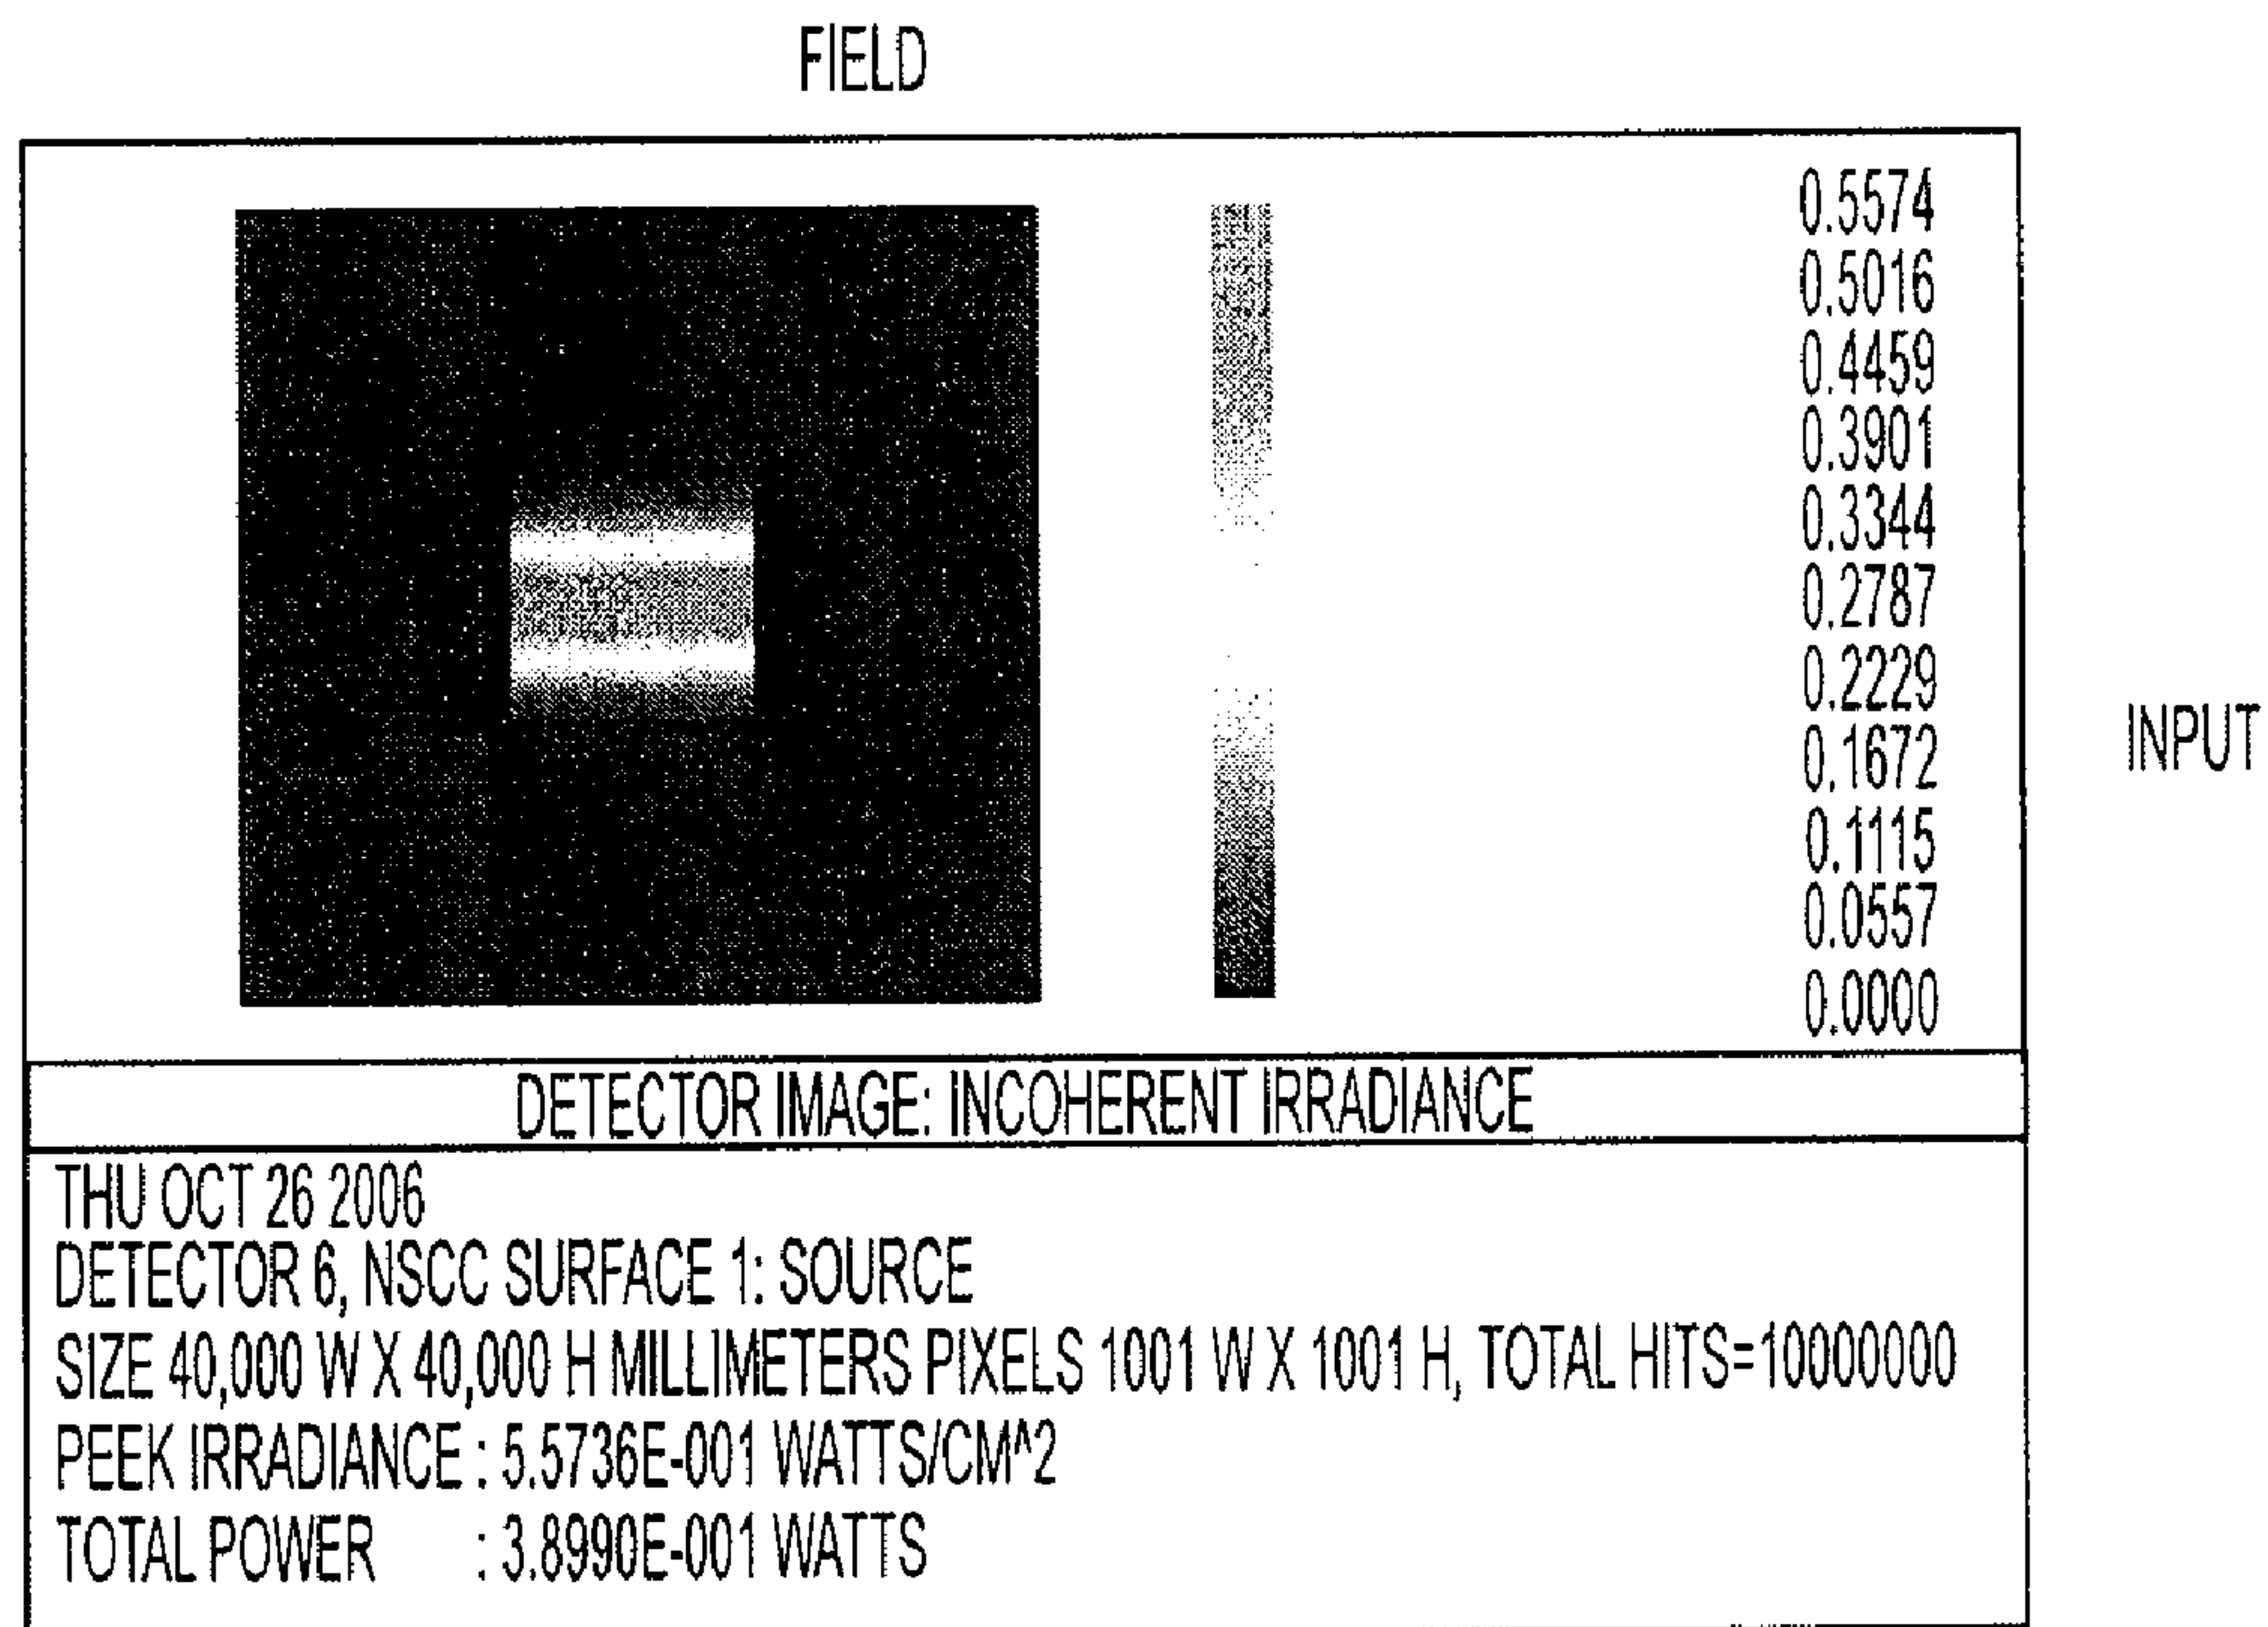 FIELD
0.5574
0.5016
0.4459
0.3901
0.3344
0.2787
0.2229
0.1672
0.1115
0.0557
0.0000
INPUT
DETECTOR IMAGE: INCOHERENT IRRADIANCE
THU OCT 26 2006
DETECTOR 6, NSCC SURFACE 1: SOURCE
SIZE 40,000 W X 40,000 H MILLIMETERS PIXELS 1001 W X 1001 H, TOTAL HITS=10000000
PEEK IRRADIANCE : 5.5736E-001 WATTS/CM^2
TOTAL POWER : 3.8990E-001 WATTS